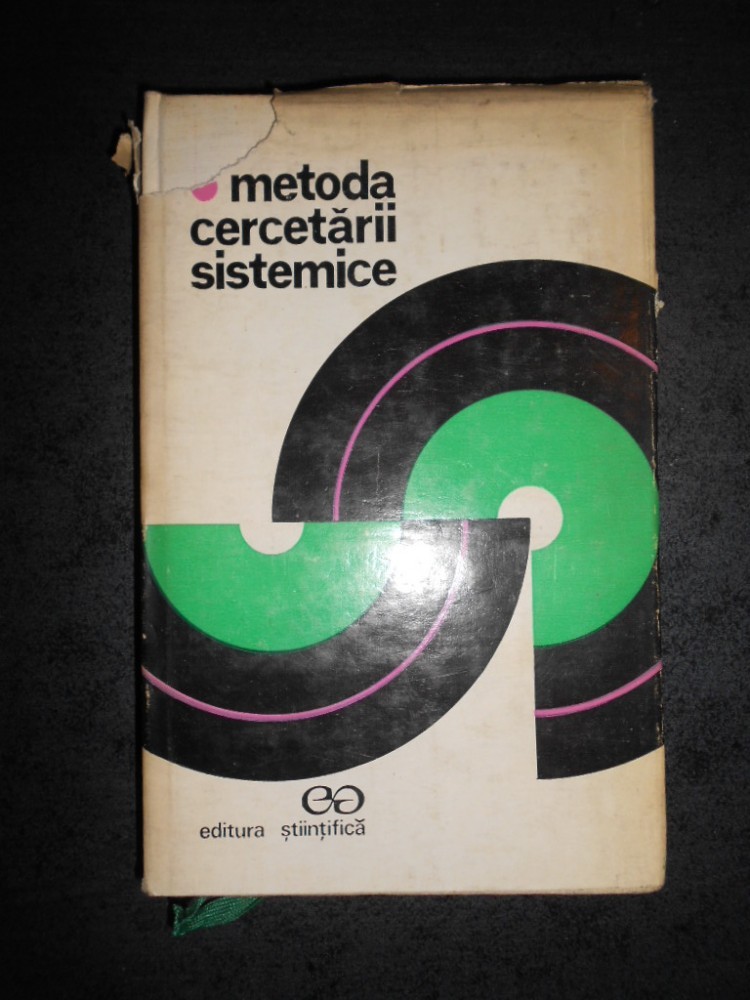 metoda
cercetării
sistemice
editura științifică